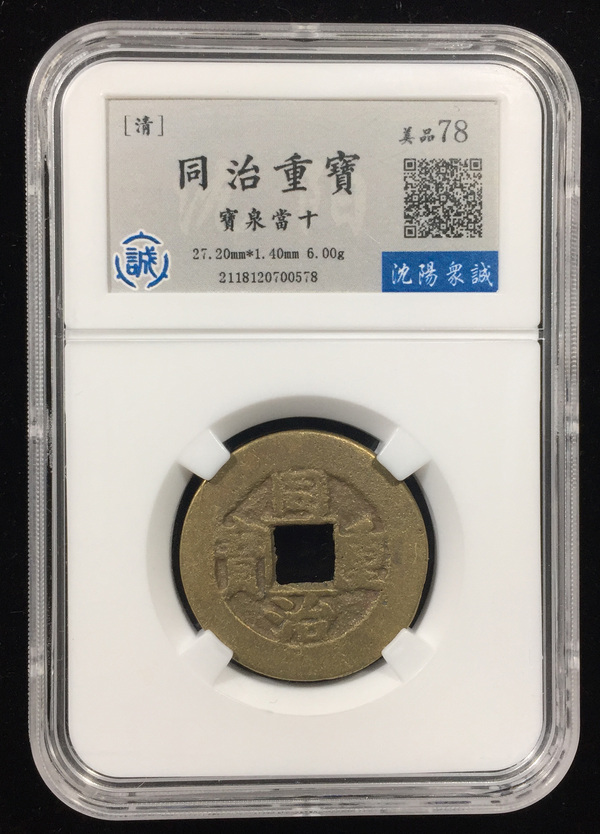 [清]
美品78
同治重寶
寶泉當十
27.20mm*1.40mm 6.00g
2118120700578
誠
沈陽衆誠
同
重
寶
治